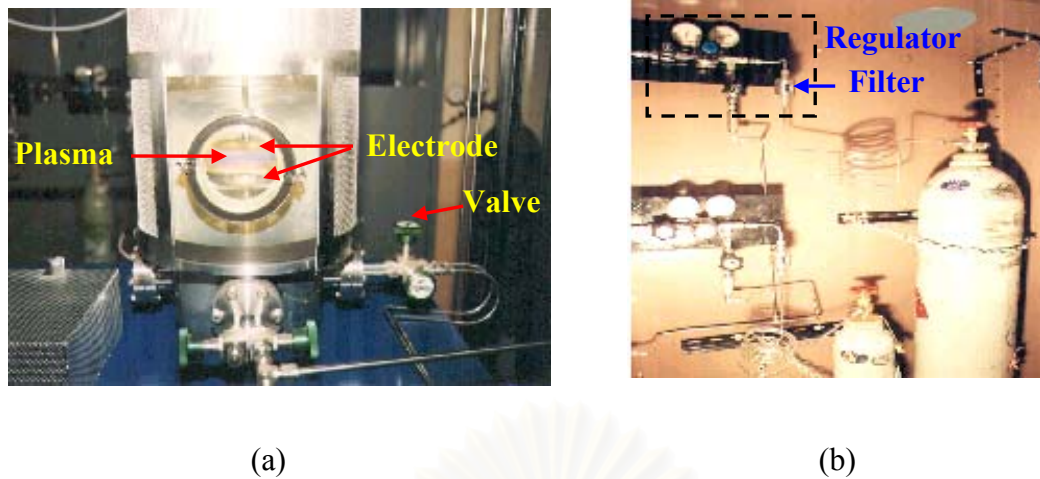 Plasma
Electrode
Valve
Regulator
Filter
(a)
(b)